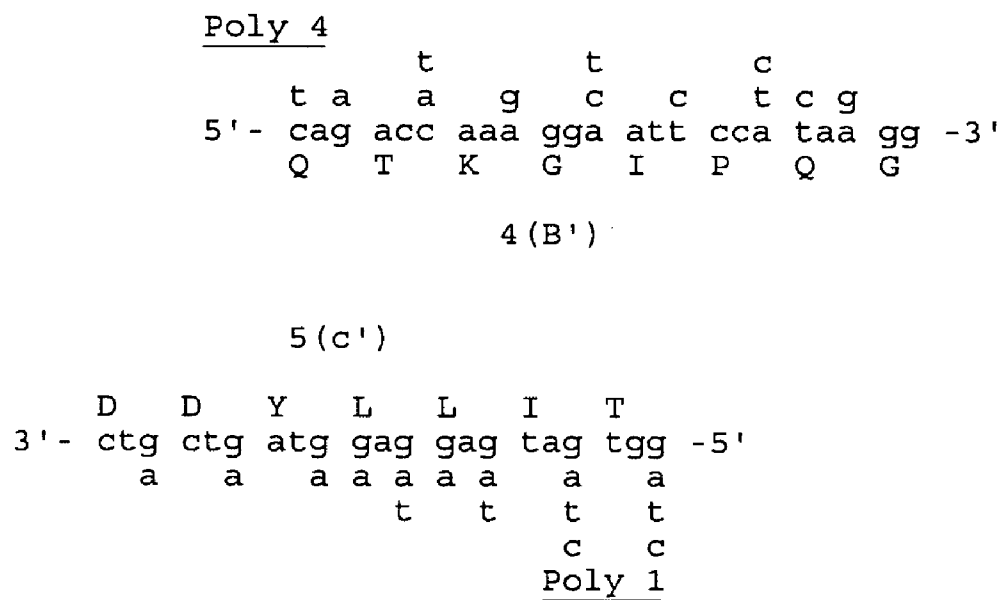 Poly 4
t t c
t a a g c c t c g
5'- cag acc aaa gga att cca taa gg -3'
Q T K G I P Q G
4(B')
5(c')
D D Y L L I T
3'- ctg ctg atg gag gag tag tgg -5'
a a a a a a a a a
t t t t
c c
Poly 1